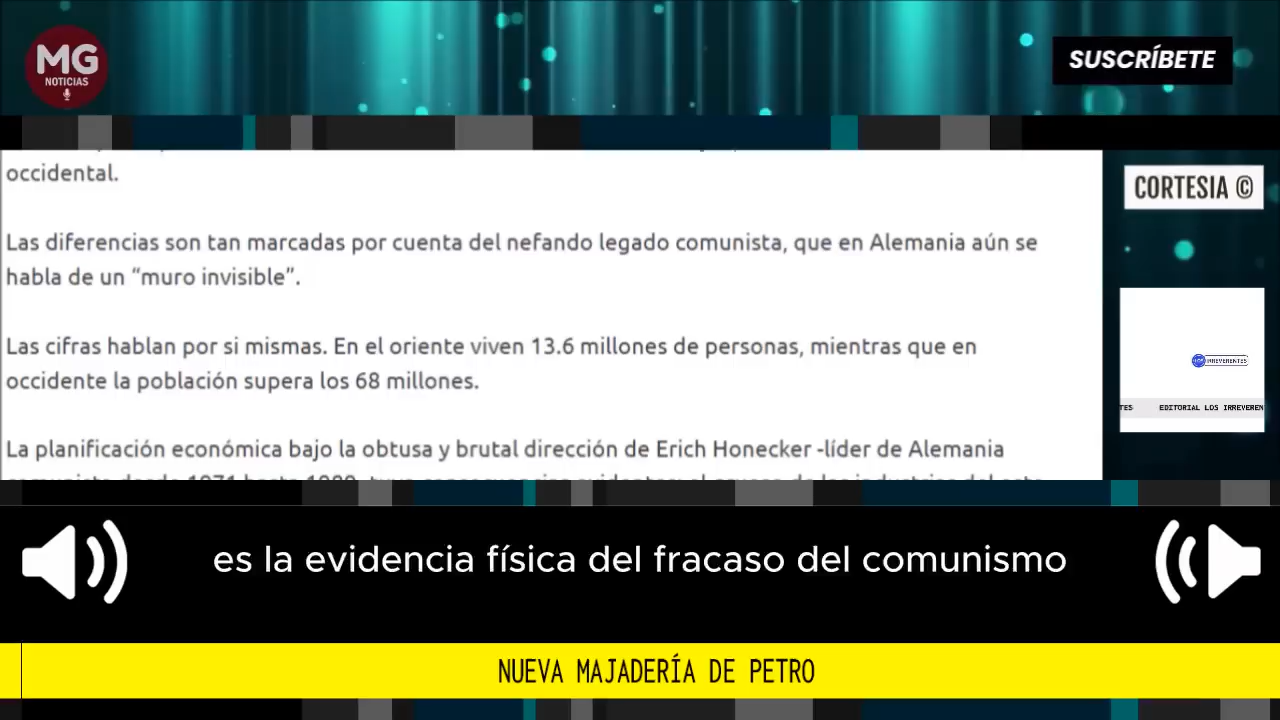 MG
NOTICIAS
SUSCRÍBETE
occidental.
CORTESIA ©
Las diferencias son tan marcadas por cuenta del nefando legado comunista, que en Alemania aún se
habla de un “muro invisible”.
Las cifras hablan por si mismas. En el oriente viven 13.6 millones de personas, mientras que en
occidente la población supera los 68 millones.
IRREVERENTES
TES EDITORIAL LOS IRREVEREN
La planificación económica bajo la obtusa y brutal dirección de Erich Honecker -líder de Alemania
es la evidencia física del fracaso del comunismo
NUEVA MAJADERÍA DE PETRO